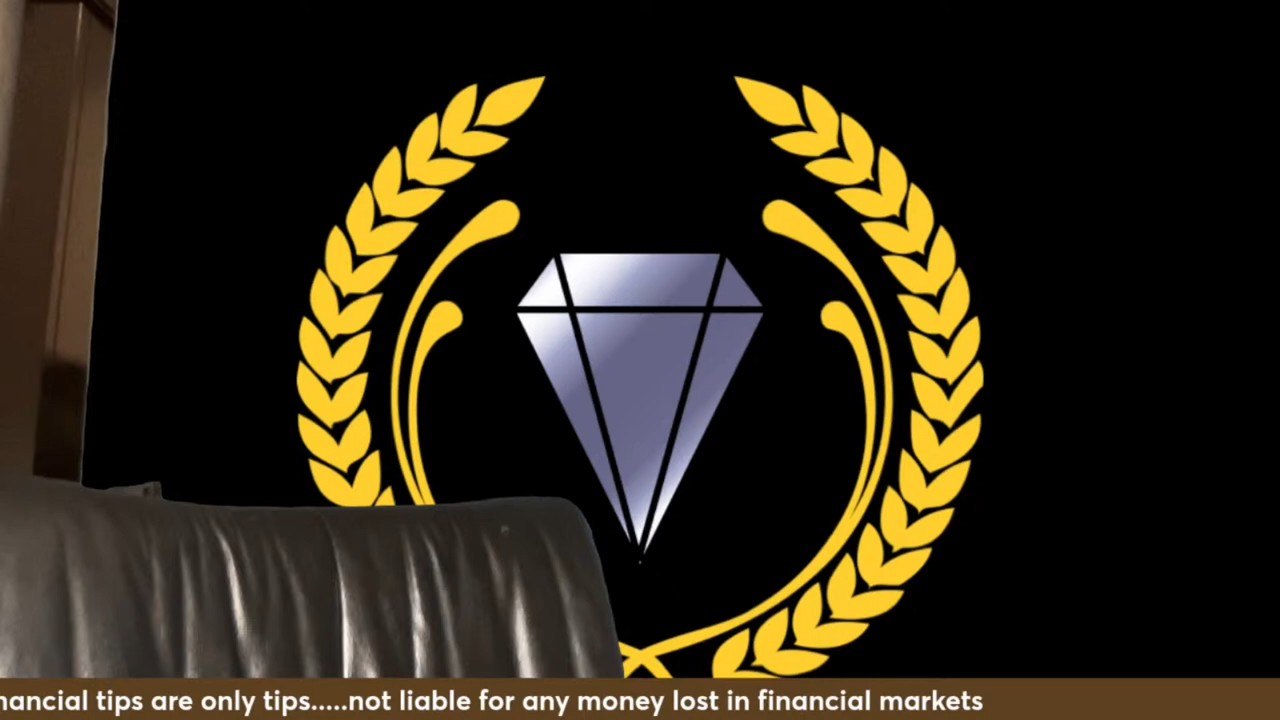 nancial tips are only tips.....not liable for any money lost in financial markets